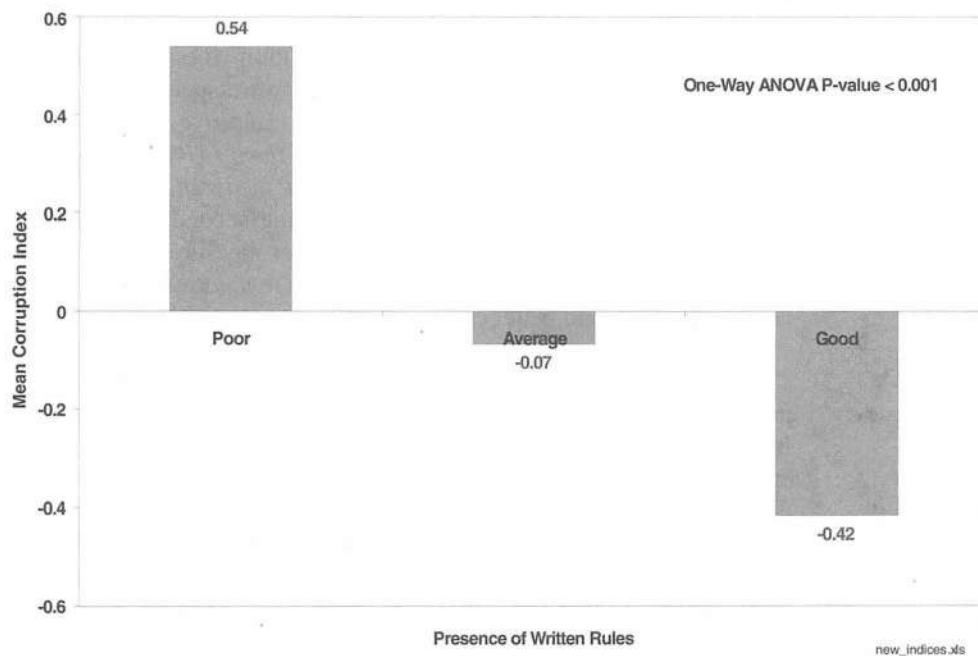 0.6
0.54
One-Way ANOVA P-value < 0.001
0.4
0.2
Mean Corruption Index
0
Poor
Average
Good
-0.07
-0.2
-0.4
-0.42
-0.6
Presence of Written Rules
new_indices.xls